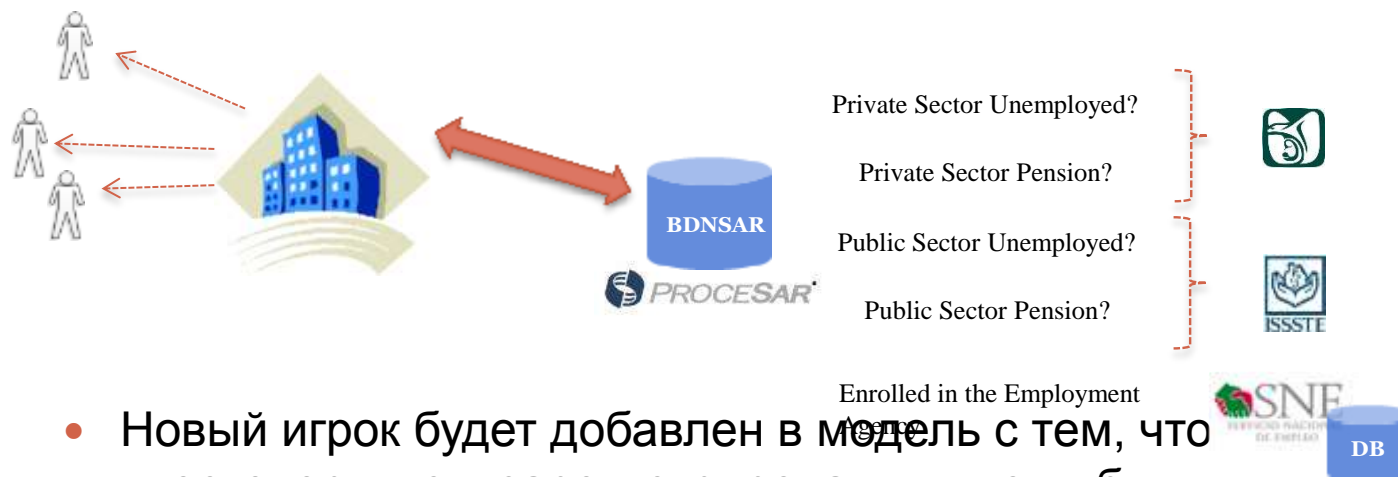 Private Sector Unemployed?
Private Sector Pension?
BDNSAR
PROCESAR
Public Sector Unemployed?
Public Sector Pension?
ISSSTE
Enrolled in the Employment
Agency
SNE
DB
• Новый игрок будет добавлен в модель с тем, что